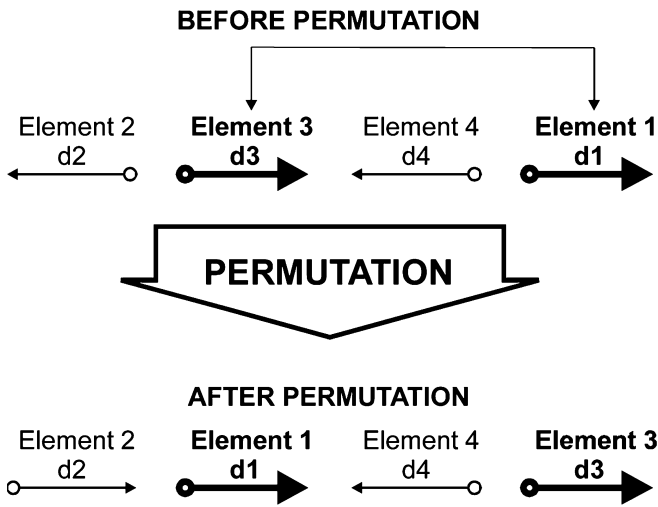 BEFORE PERMUTATION
Element 2 Element 3 Element 4 Element 1
d2 d3 d4 d1
PERMUTATION
AFTER PERMUTATION
Element 2 Element 1 Element 4 Element 3
d2 d1 d4 d3